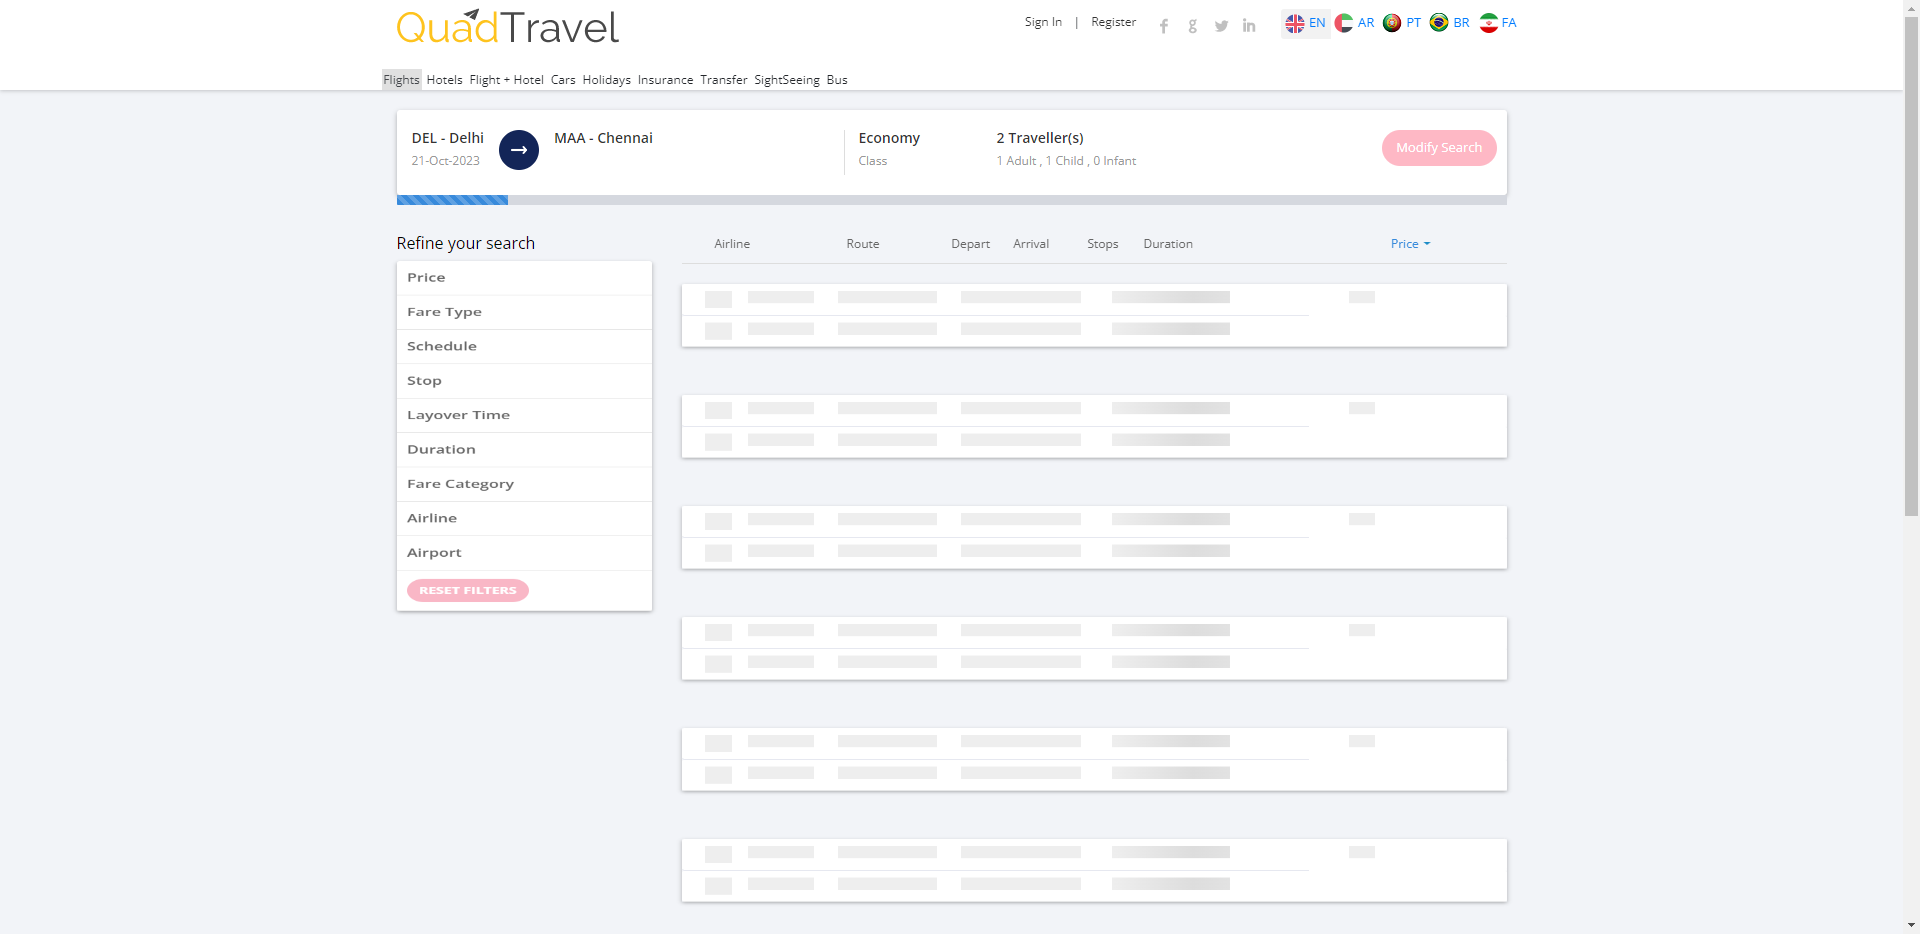 QuadTravel
Sign In | Register
EN AR PT BR FA
Flights Hotels Flight + Hotel Cars Holidays Insurance Transfer SightSeeing Bus
DEL - Delhi
21-Oct-2023
MAA - Chennai
Economy
Class
2 Traveller(s)
1 Adult , 1 Child , 0 Infant
Modify Search
Refine your search
Price
Fare Type
Schedule
Stop
Layover Time
Duration
Fare Category
Airline
Airport
RESET FILTERS
Airline Route Depart Arrival Stops Duration Price